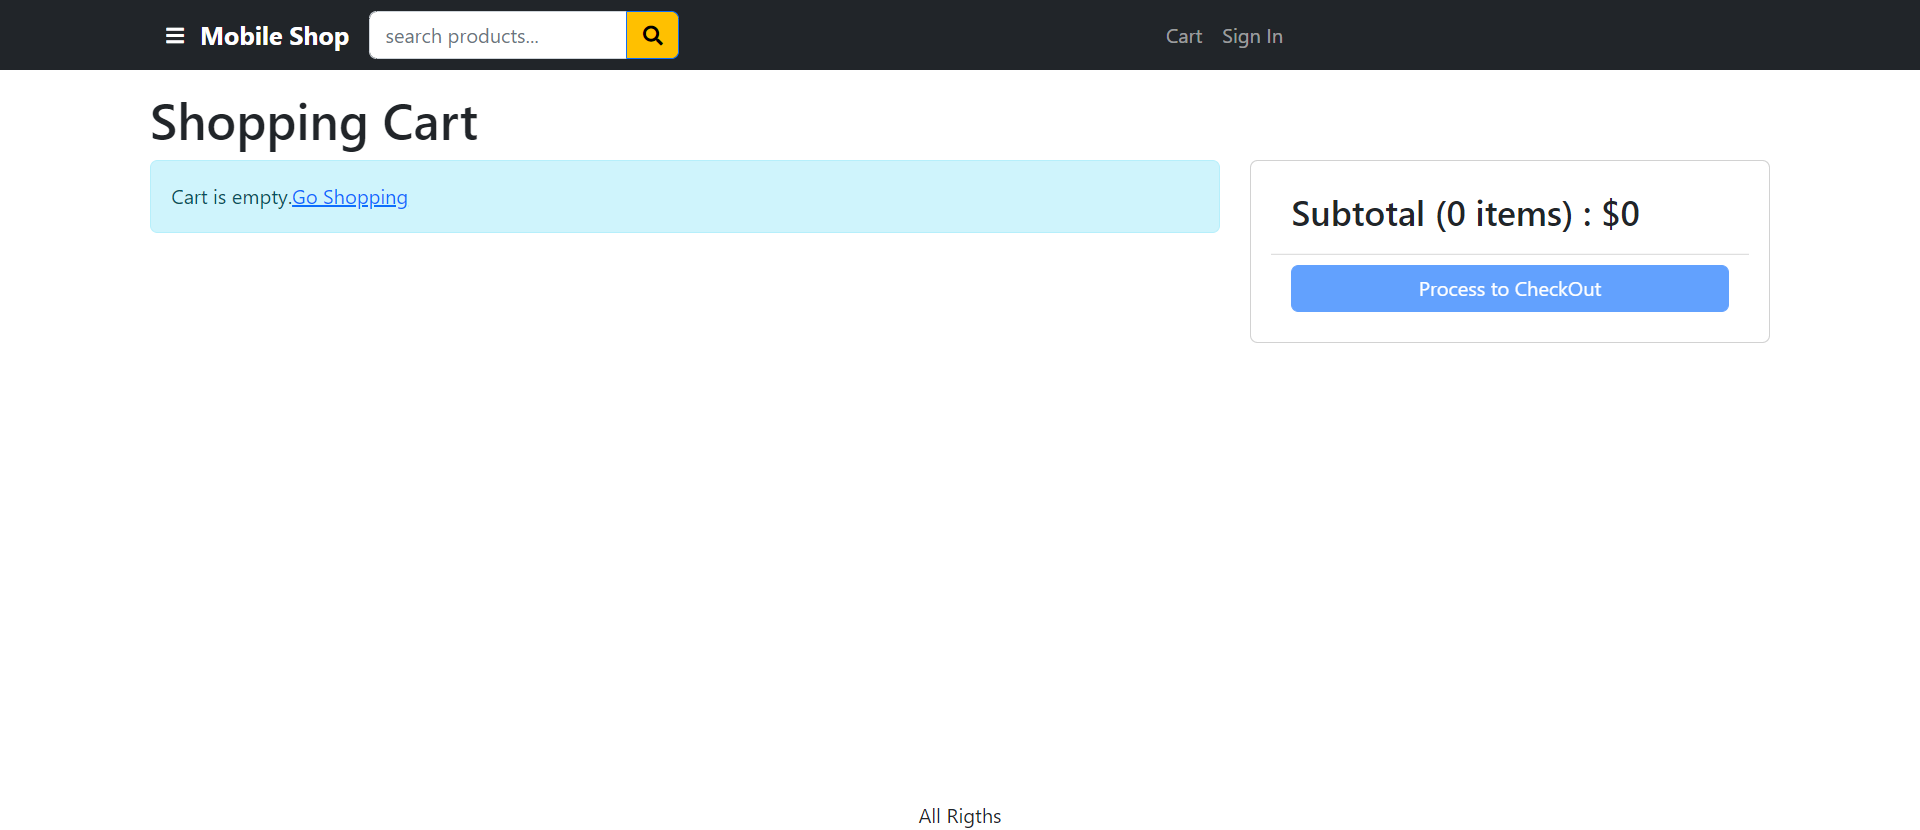 Mobile Shop
search products...
Cart
Sign In
Shopping Cart
Cart is empty.Go Shopping
Subtotal (0 items) : $0
Process to CheckOut
All Rigths